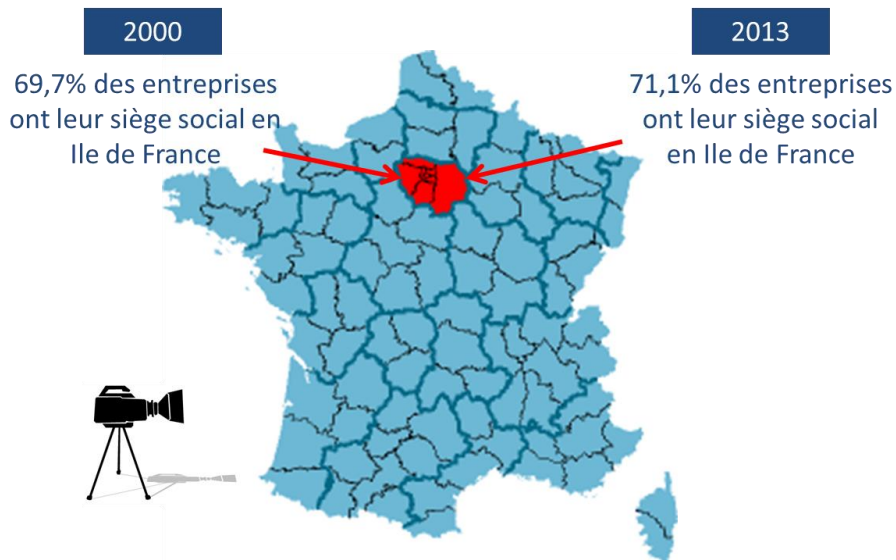 2000
69,7% des entreprises
ont leur siège social en
Ile de France
2013
71,1% des entreprises
ont leur siège social
en Ile de France